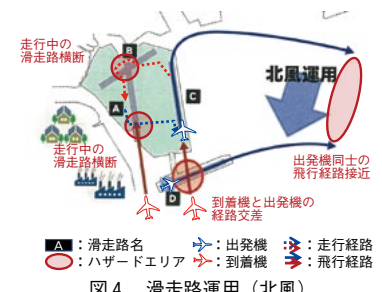 走行中の
滑走路横断
B
北風運用
A
C
走行中の
滑走路横断
出発機同士の
飛行経路接近
D
到着機と出発機の
経路交差
A：滑走路名 ：出発機 ：走行経路
：ハザードエリア ：到着機 ：飛行経路
図4 滑走路運用（北風）